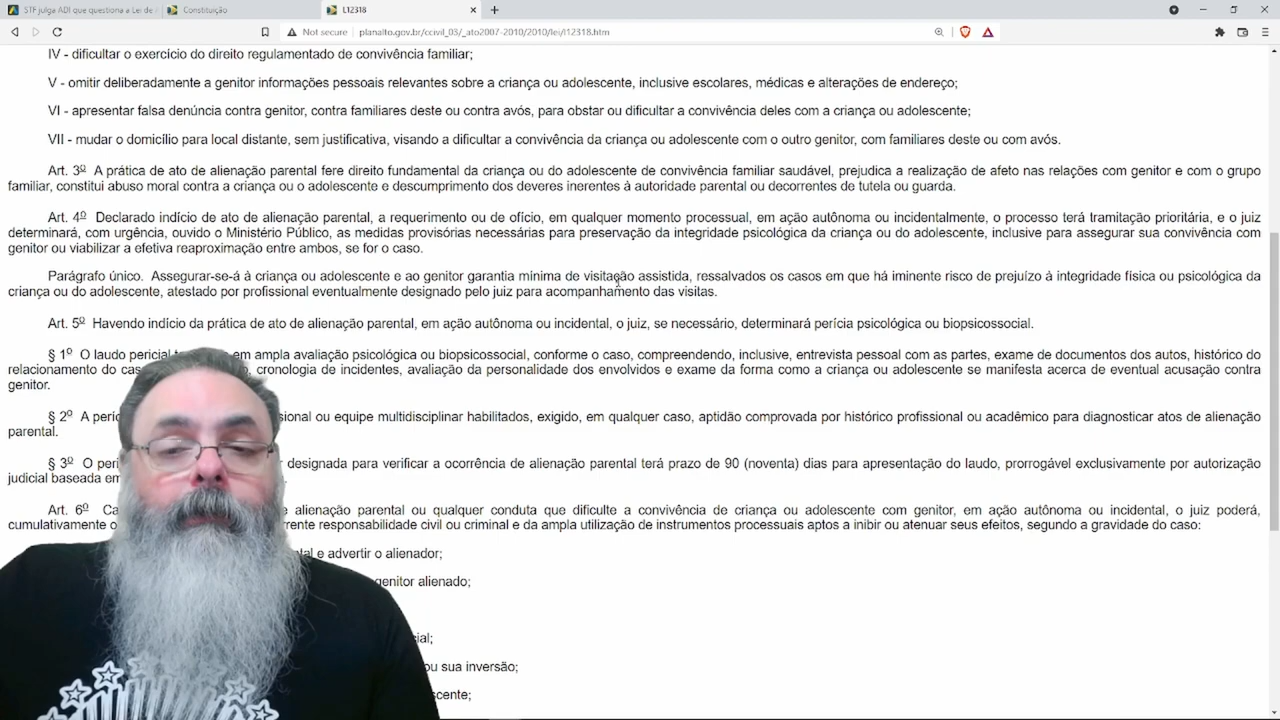 STF julga ADI que questiona a Lei de
Constituição
L12318
Not secure
planalto.gov.br/ccivil_03/_ato2007-2010/2010/lei/l12318.htm
IV - dificultar o exercício do direito regulamentado de convivência familiar;
V - omitir deliberadamente a genitor informações pessoais relevantes sobre a criança ou adolescente, inclusive escolares, médicas e alterações de endereço;
VI - apresentar falsa denúncia contra genitor, contra familiares deste ou contra avós, para obstar ou dificultar a convivência deles com a criança ou adolescente;
VII - mudar o domicílio para local distante, sem justificativa, visando a dificultar a convivência da criança ou adolescente com o outro genitor, com familiares deste ou com avós.
Art. 3º A prática de ato de alienação parental fere direito fundamental da criança ou do adolescente de convivência familiar saudável, prejudica a realização de afeto nas relações com genitor e com o grupo
familiar, constitui abuso moral contra a criança ou o adolescente e descumprimento dos deveres inerentes à autoridade parental ou decorrentes de tutela ou guarda.
Art. 4º Declarado indício de ato de alienação parental, a requerimento ou de ofício, em qualquer momento processual, em ação autônoma ou incidentalmente, o processo terá tramitação prioritária, e o juiz
determinará, com urgência, ouvido o Ministério Público, as medidas provisórias necessárias para preservação da integridade psicológica da criança ou do adolescente, inclusive para assegurar sua convivência com
genitor ou viabilizar a efetiva reaproximação entre ambos, se for o caso.
Parágrafo único. Assegurar-se-á à criança ou adolescente e ao genitor garantia mínima de visitação assistida, ressalvados os casos em que há iminente risco de prejuízo à integridade física ou psicológica da
criança ou do adolescente, atestado por profissional eventualmente designado pelo juiz para acompanhamento das visitas.
Art. 5º Havendo indício da prática de ato de alienação parental, em ação autônoma ou incidental, o juiz, se necessário, determinará perícia psicológica ou biopsicossocial.
§ 1º O laudo pericial em ampla avaliação psicológica ou biopsicossocial, conforme o caso, compreendendo, inclusive, entrevista pessoal com as partes, exame de documentos dos autos, histórico do
relacionamento do cronologia de incidentes, avaliação da personalidade dos envolvidos e exame da forma como a criança ou adolescente se manifesta acerca de eventual acusação contra
genitor.
§ 2º A ou equipe multidisciplinar habilitados, exigido, em qualquer caso, aptidão comprovada por histórico profissional ou acadêmico para diagnosticar atos de alienação
parental.
§ 3º O designada para verificar a ocorrência de alienação parental terá prazo de 90 (noventa) dias para apresentação do laudo, prorrogável exclusivamente por autorização
judicial baseada
Art. 6º alienação parental ou qualquer conduta que dificulte a convivência de criança ou adolescente com genitor, em ação autônoma ou incidental, o juiz poderá,
cumulativamente responsabilidade civil ou criminal e da ampla utilização de instrumentos processuais aptos a inibir ou atenuar seus efeitos, segundo a gravidade do caso:
e advertir o alienador;
genitor alienado;
ou sua inversão;